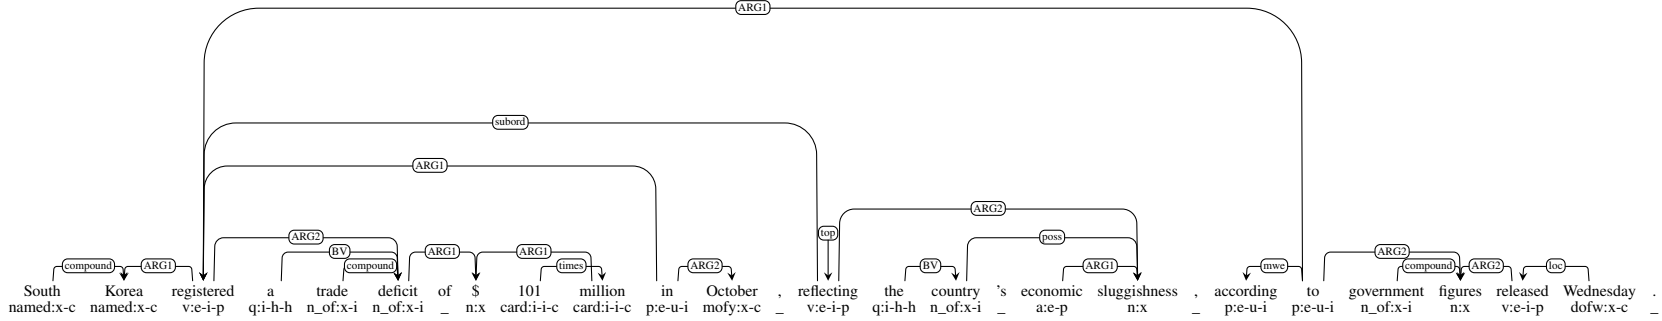 ARG1
subord
ARG1
ARG2
top
ARG2 poss
BV ARG1 ARG1 ARG2
compound ARG1 compound times ARG2 BV ARG1 mwe compound ARG2 loc
South Korea registered a trade deficit of $ 101 million in October , reflecting the country 's economic sluggishness , according to government figures released Wednesday .
named:x-c named:x-c v:e-i-p q:i-h-h n_of:x-i n_of:x-i _ n:x card:i-i-c card:i-i-c p:e-u-i mofy:x-c _ v:e-i-p q:i-h-h n_of:x-i _ a:e-p n:x _ p:e-u-i p:e-u-i n_of:x-i n:x v:e-i-p dofw:x-c _